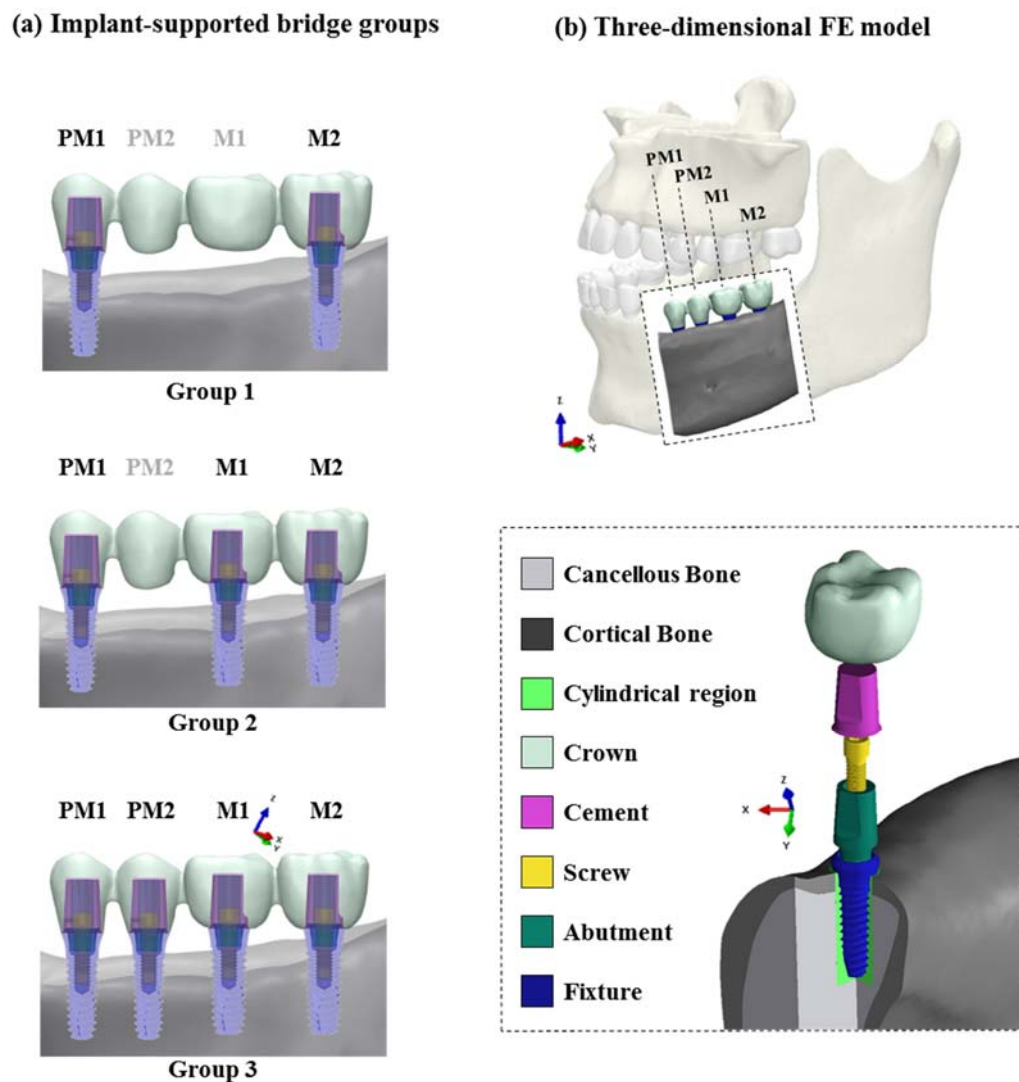 (a) Implant-supported bridge groups
PM1 PM2 M1 M2
Group 1
PM1 PM2 M1 M2
Group 2
PM1 PM2 M1 M2
Z
X
Y
Group 3
(b) Three-dimensional FE model
PM1
PM2
M1
M2
Z
X
Y
Cancellous Bone
Cortical Bone
Cylindrical region
Crown
Cement
Screw
Abutment
Fixture
Z
X
Y